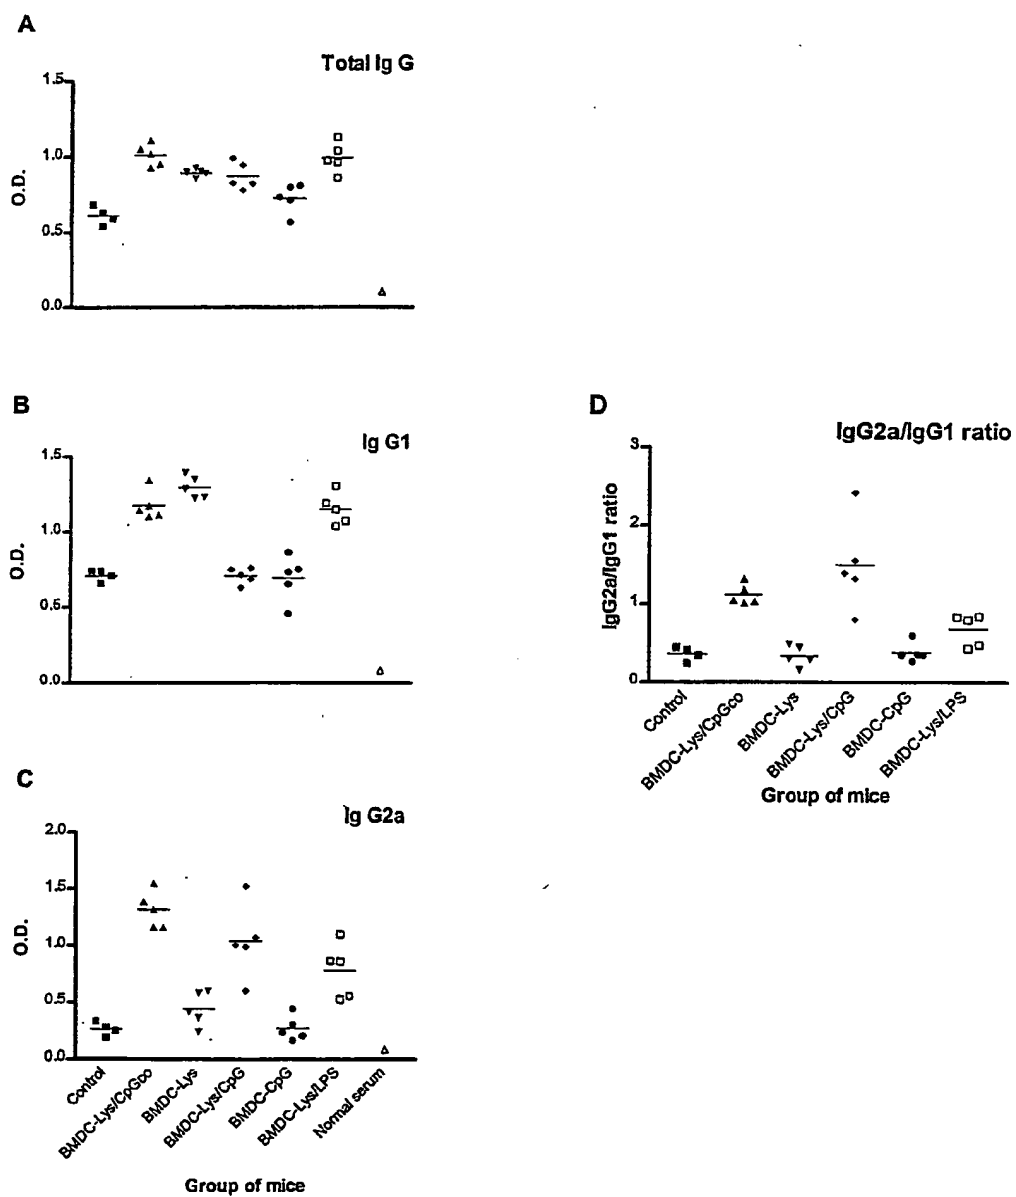 A
Total Ig G
1.5
1.0
0.5
0.0
O.D.
B
Ig G1
1.5
1.0
0.5
0.0
O.D.
C
Ig G2a
2.0
1.5
1.0
0.5
0.0
O.D.
Control
BMDC-Lys/CpGco
BMDC-Lys
BMDC-Lys/CpG
BMDC-CpG
BMDC-Lys/LPS
Normal serum
Group of mice
D
IgG2a/IgG1 ratio
3
2
1
0
IgG2a/IgG1 ratio
Control
BMDC-Lys/CpGco
BMDC-Lys
BMDC-Lys/CpG
BMDC-CpG
BMDC-Lys/LPS
Group of mice